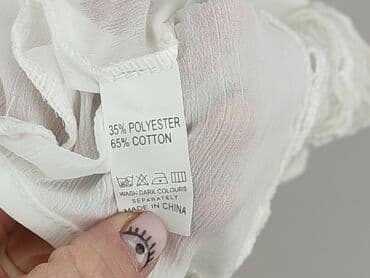 35% POLYESTER
65% COTTON
WASH DARK COLOURS
SEPARATELY
MADE IN CHINA